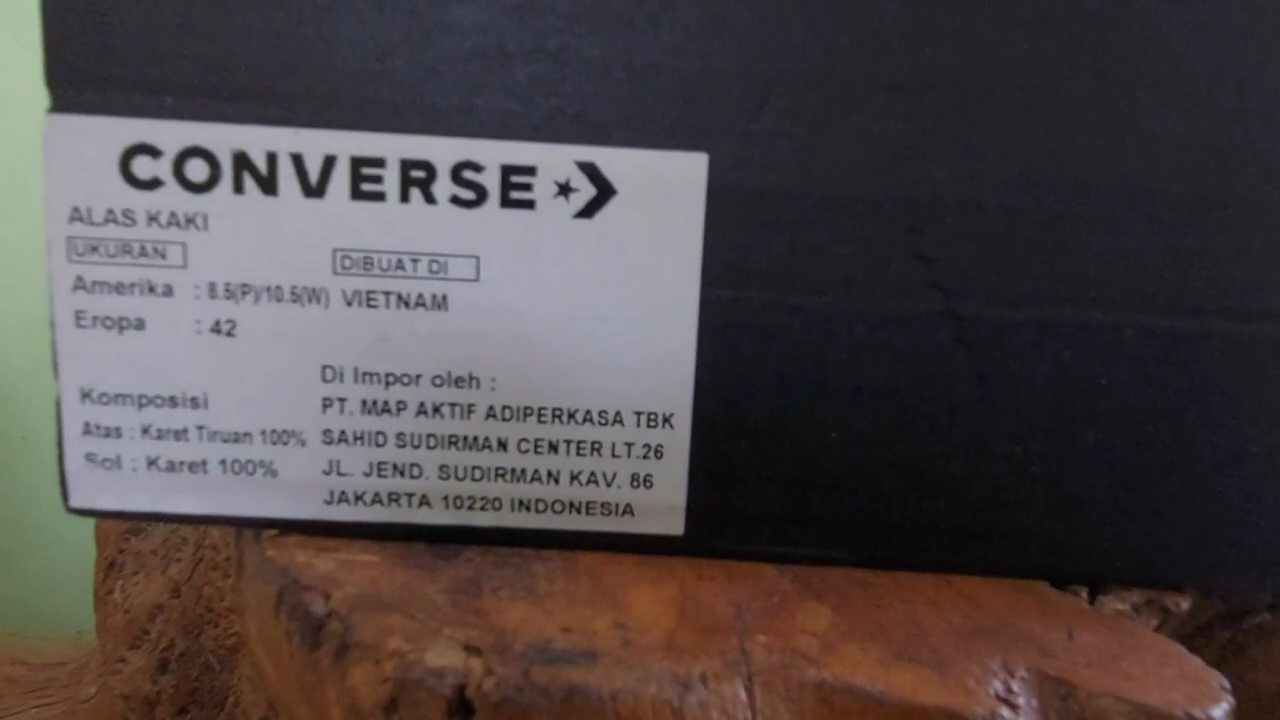 CONVERSE
ALAS KAKI
UKURAN
DIBUAT DI
Amerika : 8.5(P)/10.5(W) VIETNAM
Eropa : 42
Di Impor oleh :
Komposisi
PT. MAP AKTIF ADIPERKASA TBK
Atas : Karet Tiruan 100%
SAHID SUDIRMAN CENTER LT.26
Sol : Karet 100%
JL. JEND. SUDIRMAN KAV. 86
JAKARTA 10220 INDONESIA